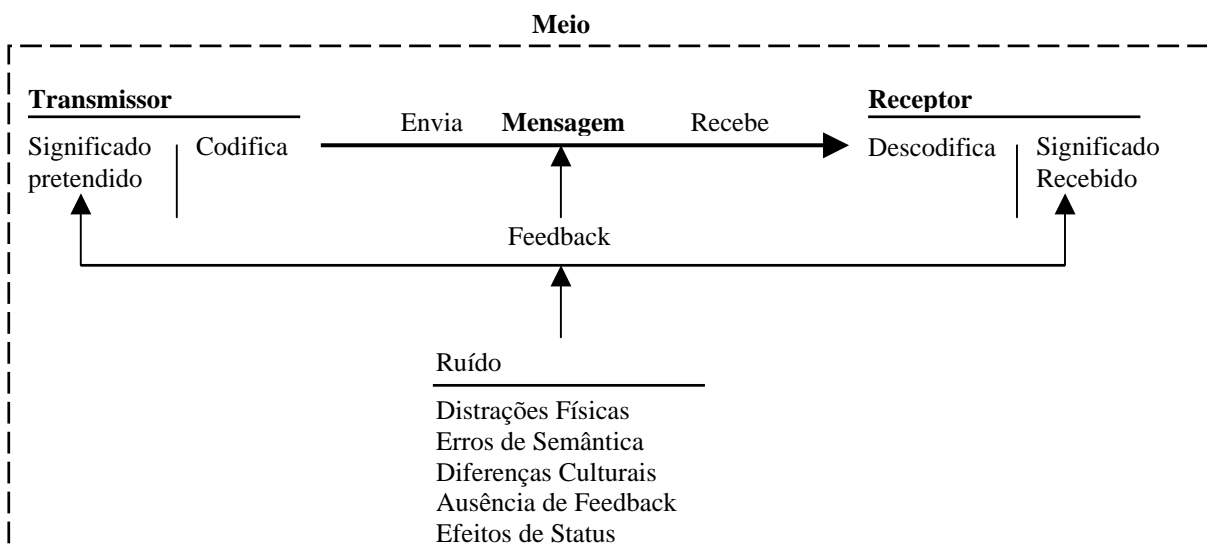 Meio
Transmissor
Receptor
Envia Mensagem Recebe
Significado pretendido
Codifica
Descodifica
Significado Recebido
Feedback
Ruído
Distrações Físicas
Erros de Semântica
Diferenças Culturais
Ausência de Feedback
Efeitos de Status